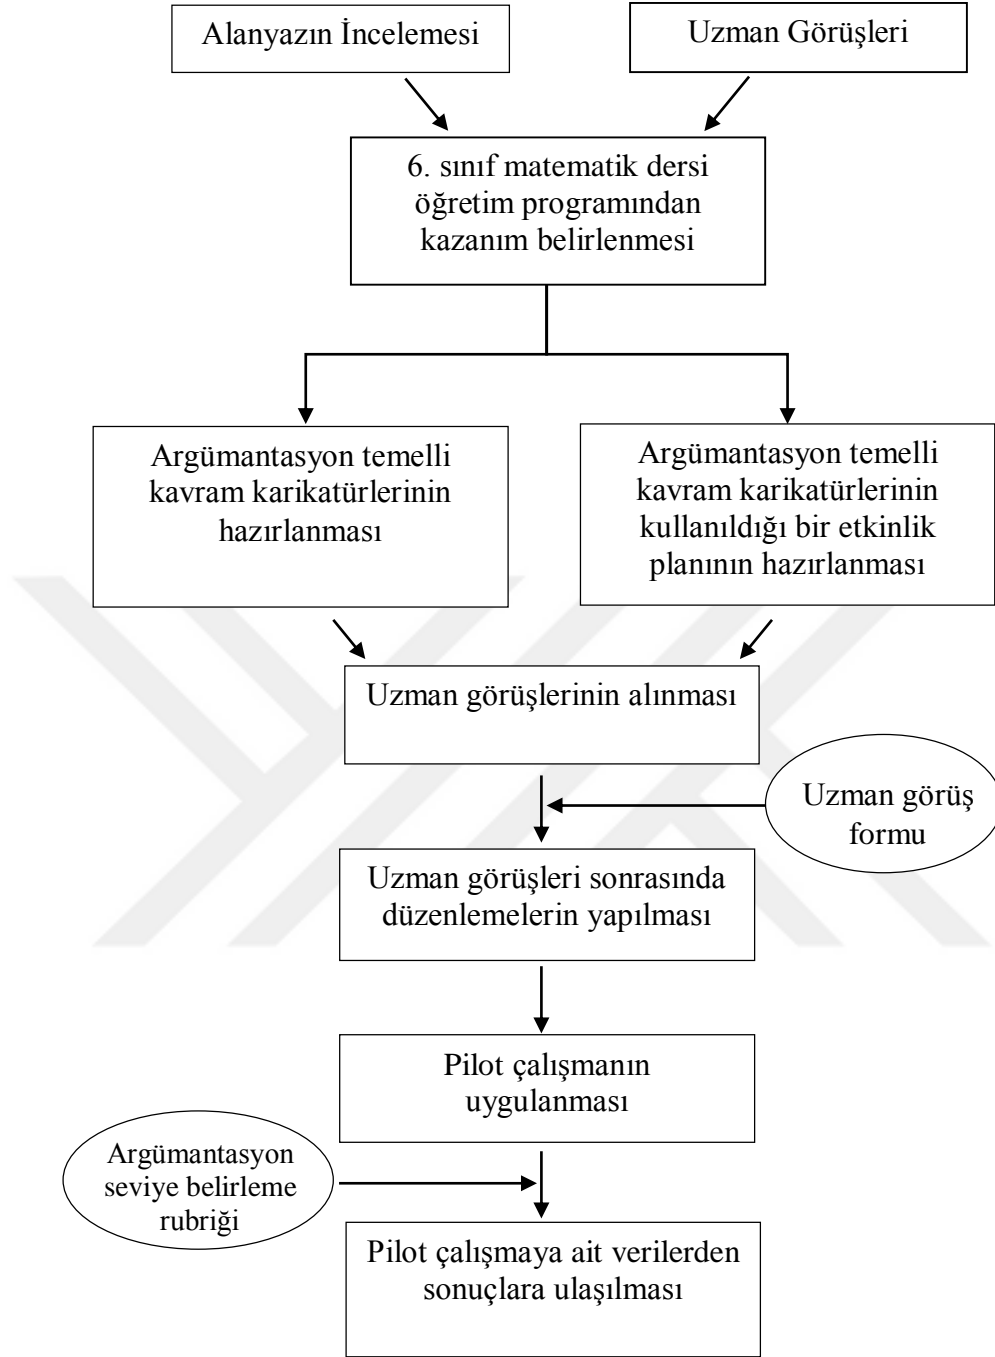 Alanyazın İncelemesi
Uzman Görüşleri
6. sınıf matematik dersi
öğretim programından
kazanım belirlenmesi
Argümantasyon temelli
kavram karikatürlerinin
hazırlanması
Argümantasyon temelli
kavram karikatürlerinin
kullanıldığı bir etkinlik
planının hazırlanması
Uzman görüşlerinin alınması
Uzman görüş
formu
Uzman görüşleri sonrasında
düzenlemelerin yapılması
Pilot çalışmanın
uygulanması
Argümantasyon
seviye belirleme
rubriği
Pilot çalışmaya ait verilerden
sonuçlara ulaşılması